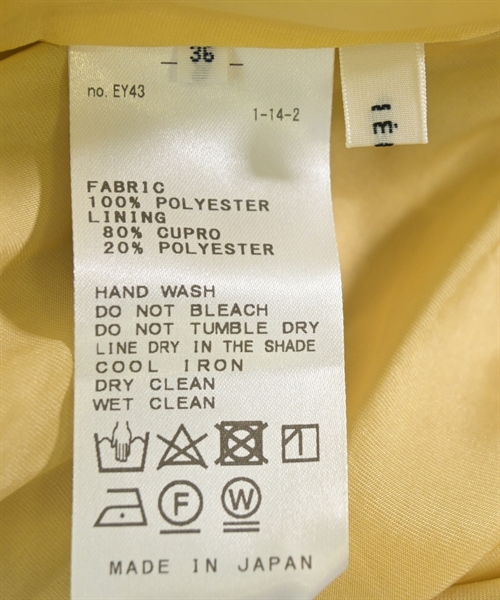 - 36 -
no. EY43
1-14-2
FABRIC
100% POLYESTER
LINING
80% CUPRO
20% POLYESTER
HAND WASH
DO NOT BLEACH
DO NOT TUMBLE DRY
LINE DRY IN THE SHADE
COOL IRON
DRY CLEAN
WET CLEAN
F
W
MADE IN JAPAN